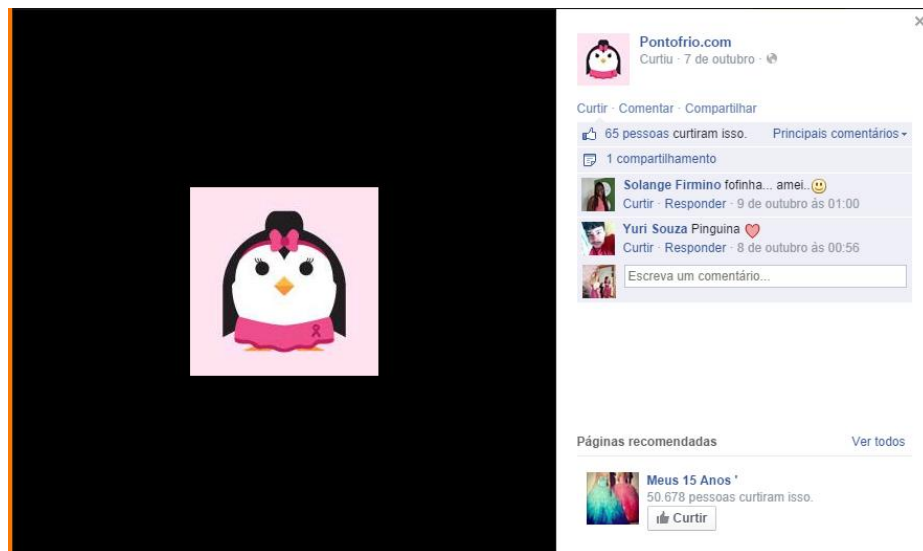 ×
Pontofrio.com
Curtiu · 7 de outubro ·
Curtir · Comentar · Compartilhar
65 pessoas curtiram isso. Principais comentários
1 compartilhamento
Solange Firmino fofinha... amei..
Curtir · Responder · 9 de outubro ás 01:00
Yuri Souza Pinguina
Curtir · Responder · 8 de outubro às 00:56
Escreva um comentário...
Páginas recomendadas Ver todos
Meus 15 Anos '
50.678 pessoas curtiram isso.
Curtir